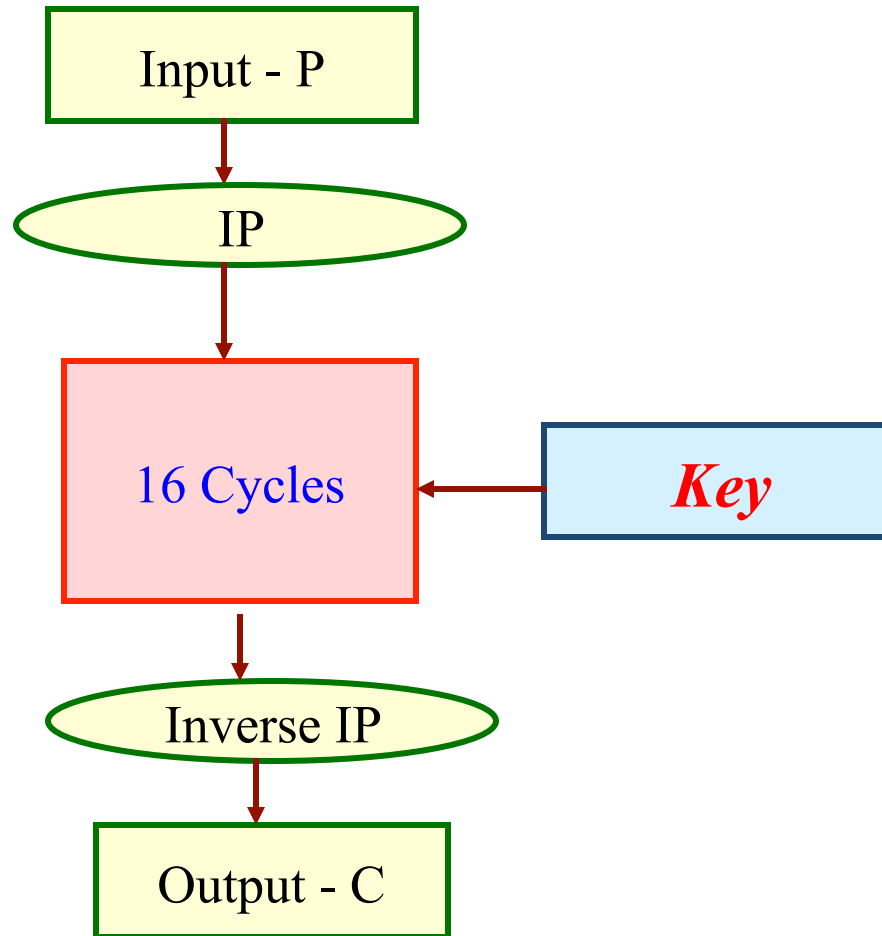 Input - P
IP
16 Cycles
Key
Inverse IP
Output - C